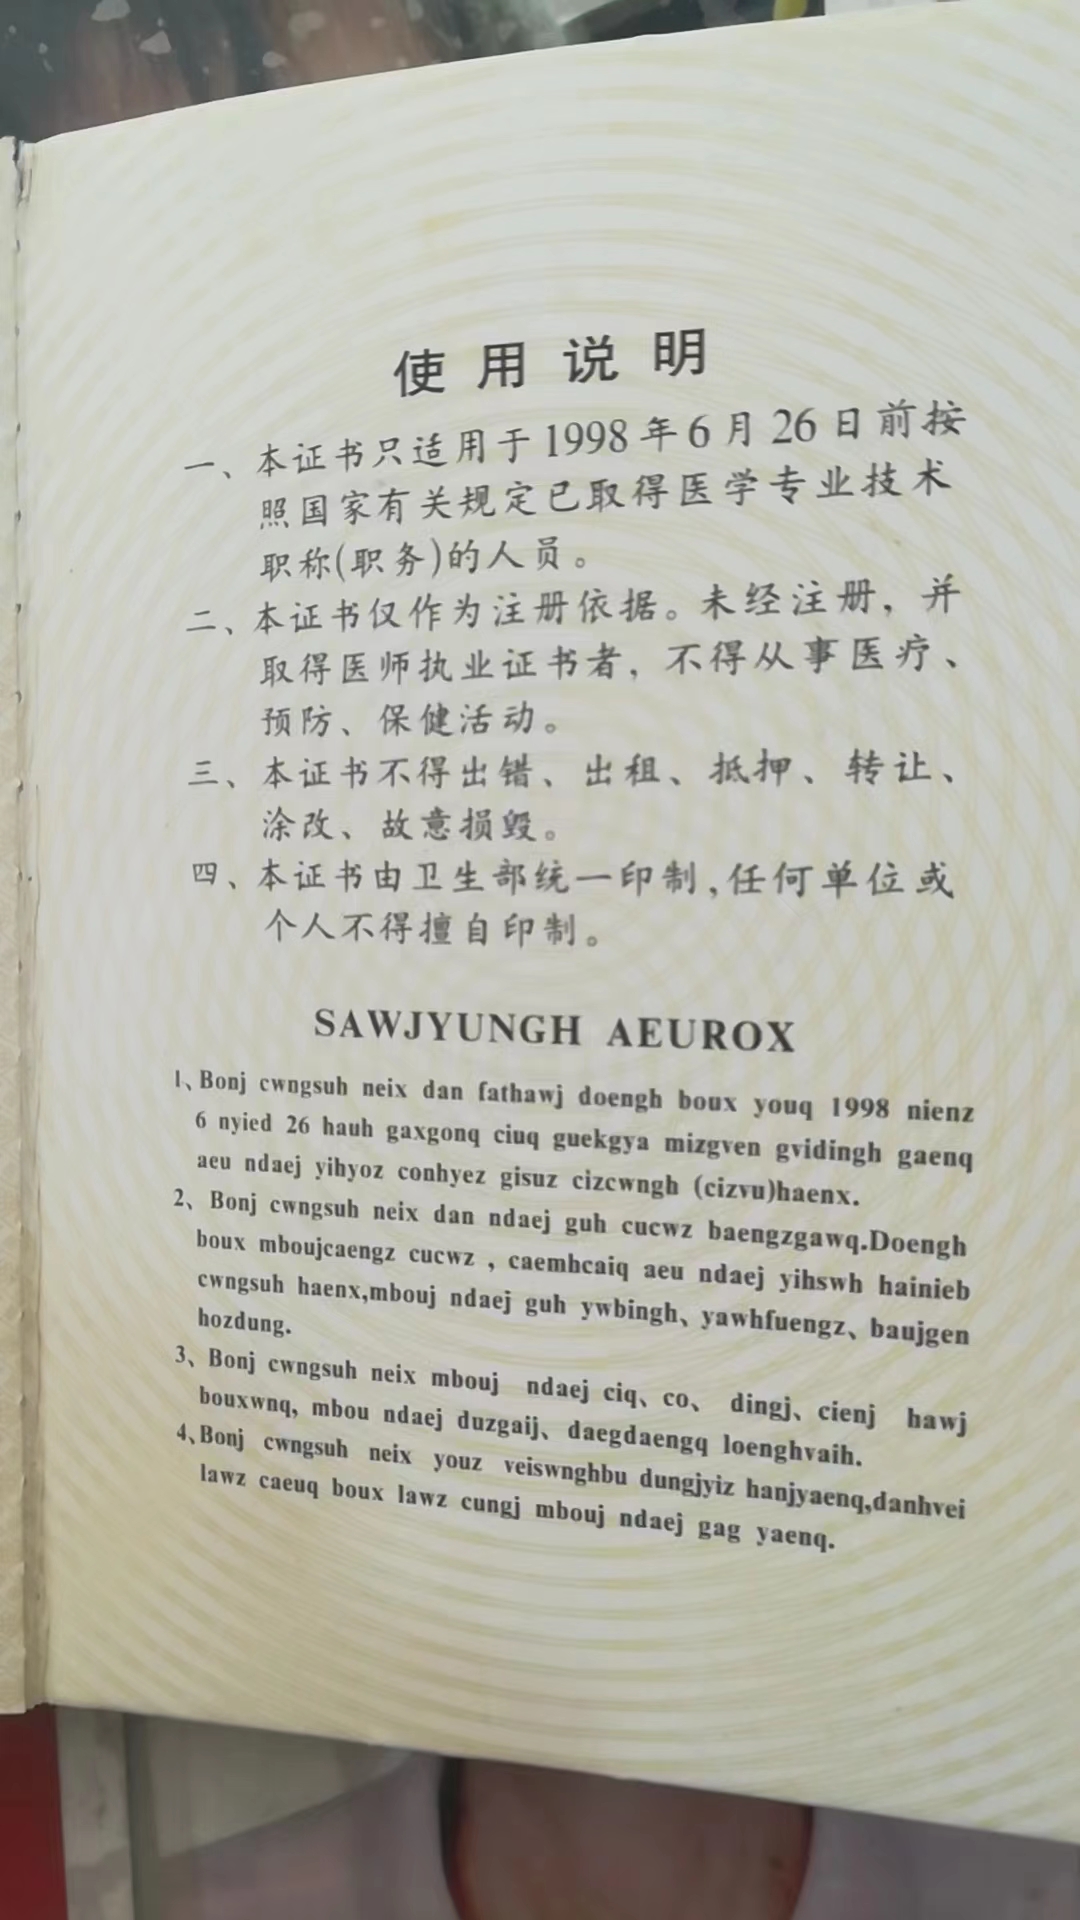 使用说明
一、本证书只适用于1998年6月26日前按
照国家有关规定已取得医学专业技术
职称(职务)的人员。
二、本证书仅作为注册依据。未经注册，并
取得医师执业证书者，不得从事医疗、
预防、保健活动。
三、本证书不得出错、出租、抵押、转让、
涂改、故意损毁。
四、本证书由卫生部统一印制,任何单位或
个人不得擅自印制。
SAWJYUNGH AEUROX
1、Bonj cwngsuh neix dan fathawj doengh boux youq 1998 nienz
6 nyied 26 hauh gaxgonq ciuq guekgya mizgven gvidingh gaenq
aeu ndaej yihyoz conhyez gisuz cizcwngh (cizvu)haenx.
2、Bonj cwngsuh neix dan ndaej guh cucwz baengzgawq.Doengh
boux mboujcaengz cucwz , caemhcaiq aeu ndaej yihswh hainieb
cwngsuh haenx,mbouj ndaej guh ywbingh、yawhfuengz、baujgen
hozdung.
3、Bonj cwngsuh neix mbouj ndaej ciq、co、 dingj、cienj hawj
bouxwnq, mbou ndaej duzgaij、daegdaengq loenghvaih.
4、Bonj cwngsuh neix youz veiswnghbu dungjyiz hanjyaenq,danhvei
lawz caeuq boux lawz cungj mbouj ndaej gag yaenq.